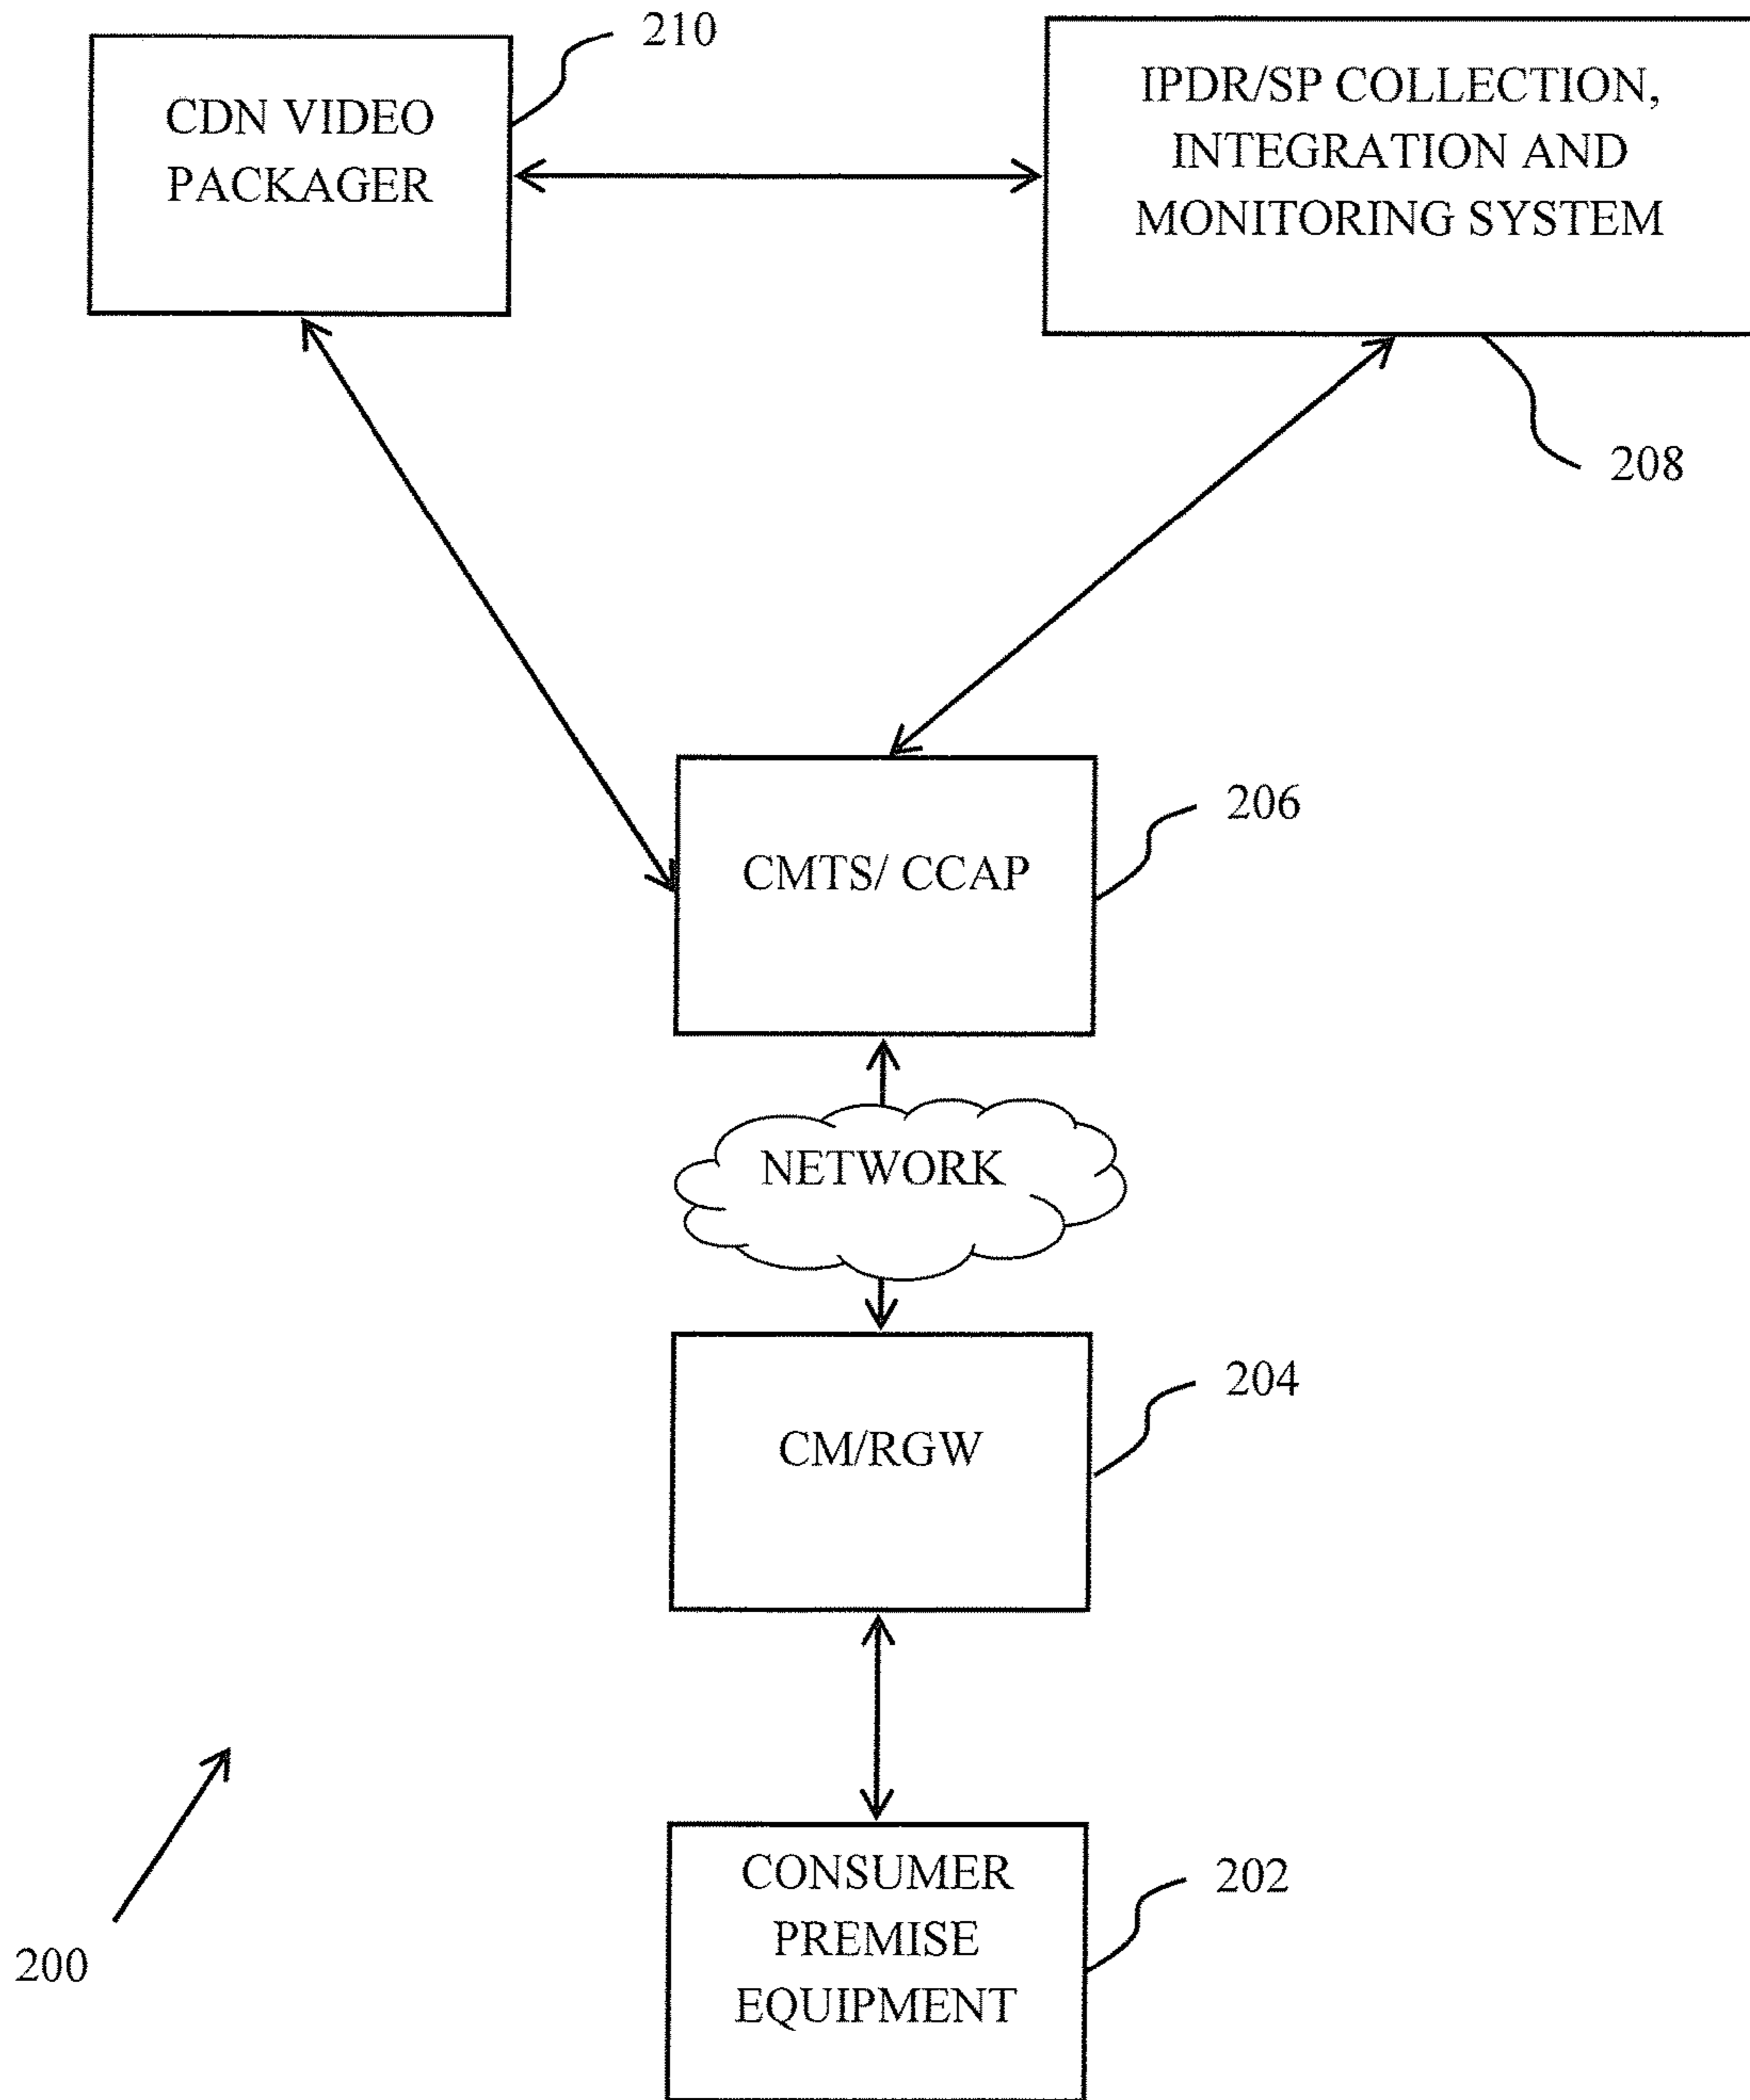 210
CDN VIDEO
PACKAGER
IPDR/SP COLLECTION,
INTEGRATION AND
MONITORING SYSTEM
208
206
CMTS/ CCAP
NETWORK
204
CM/RGW
202
CONSUMER
PREMISE
EQUIPMENT
200